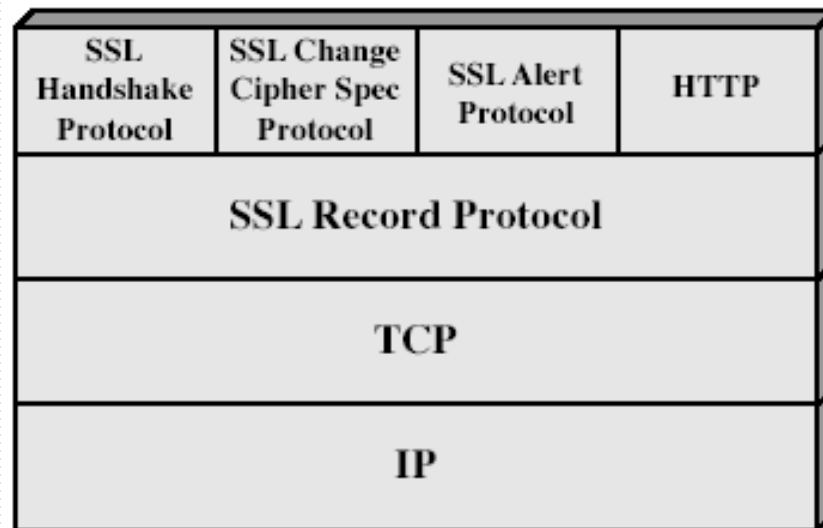 SSL
Handshake
Protocol
SSL Change
Cipher Spec
Protocol
SSL Alert
Protocol
HTTP
SSL Record Protocol
TCP
IP